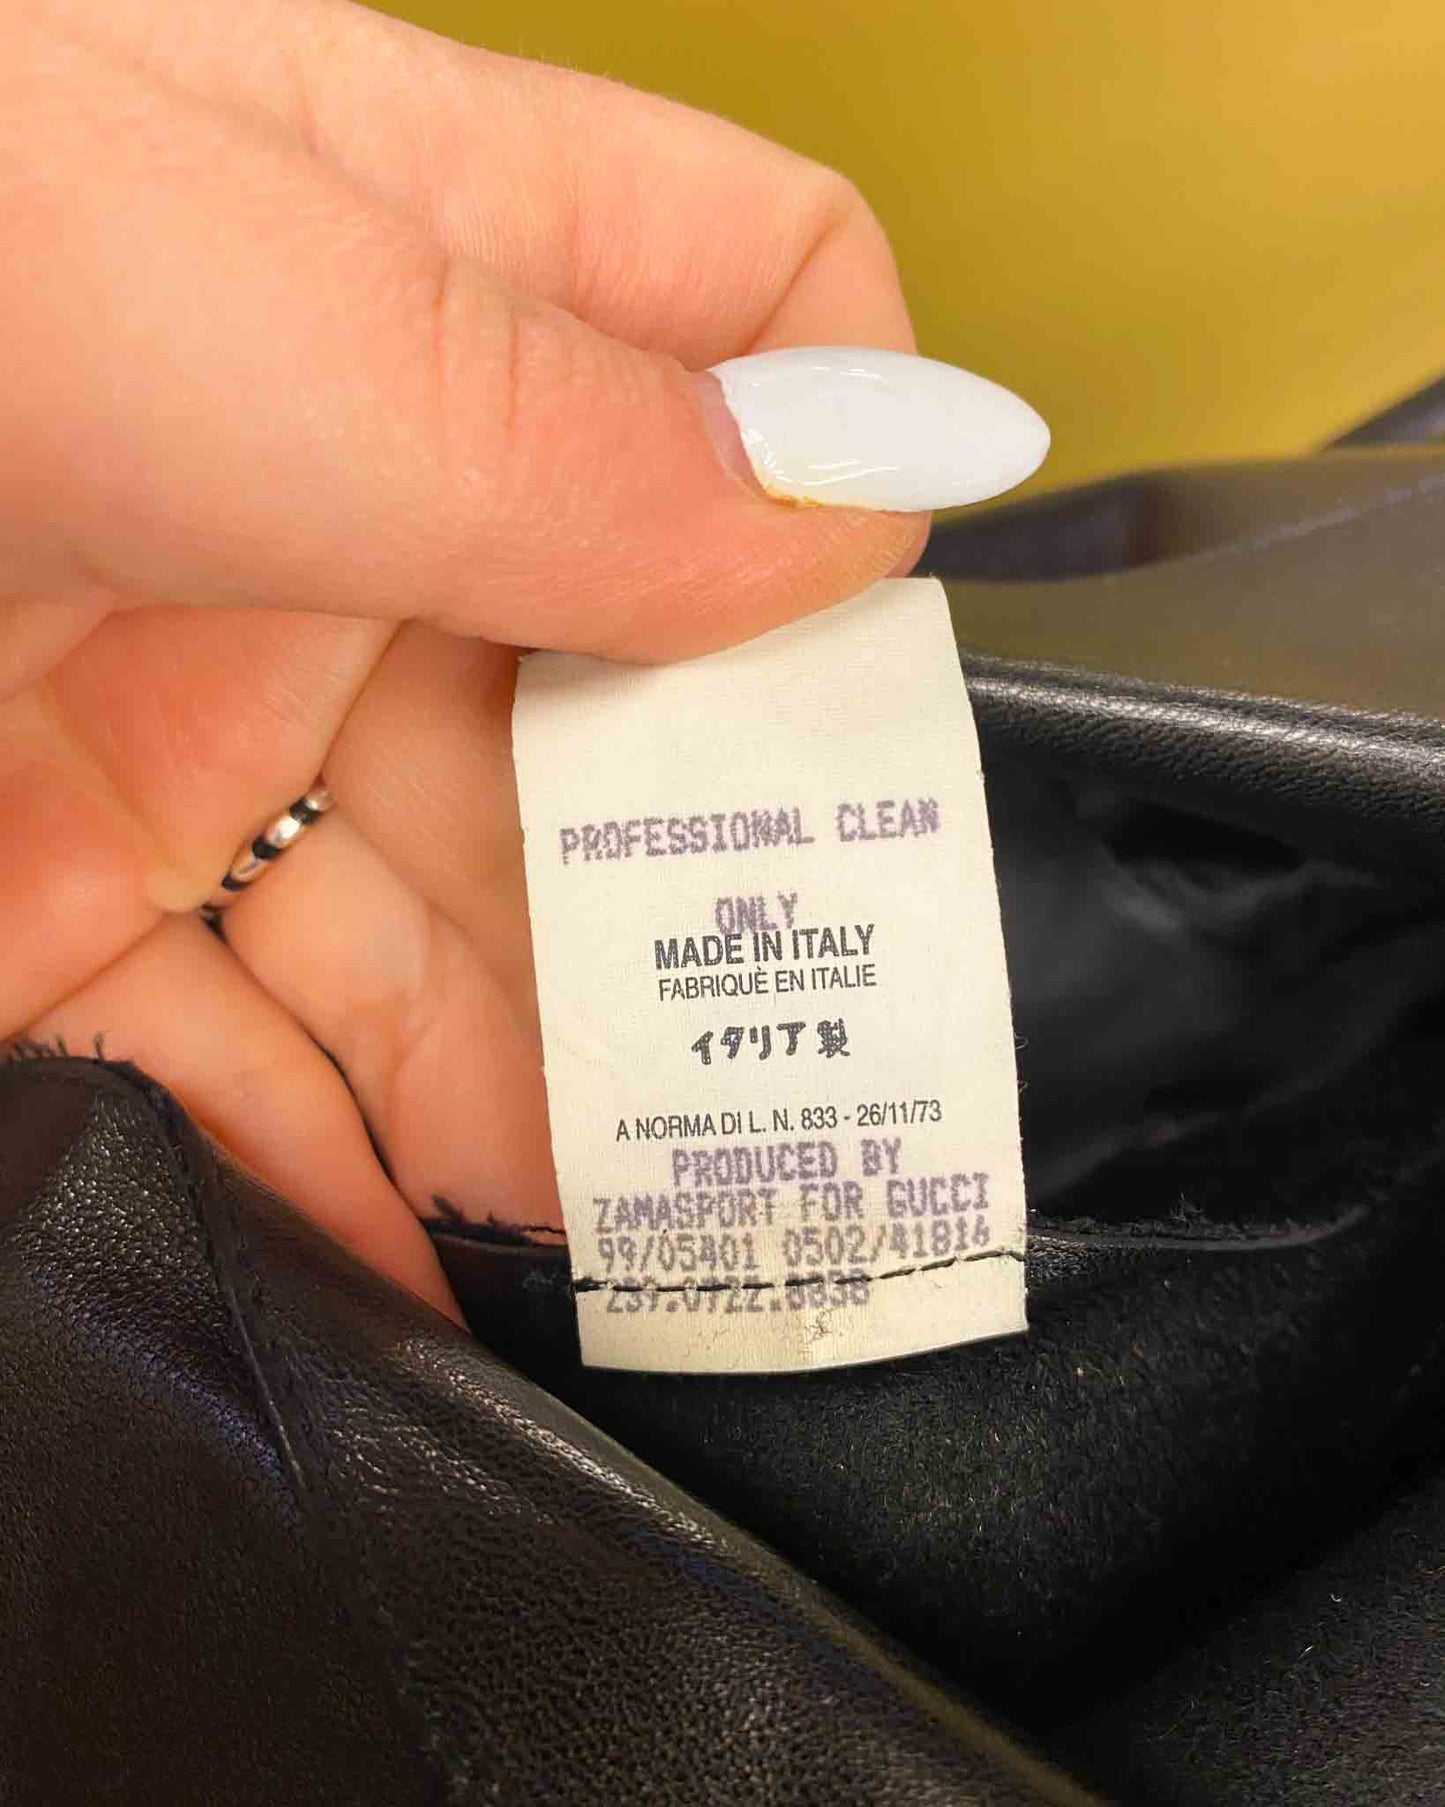 PROFESSIONAL CLEAN
ONLY
MADE IN ITALY
FABRIQUÈ EN ITALIE
イタリア製
A NORMA DI L. N. 833 - 26/11/73
PRODUCED BY
ZAMASPORT FOR GUCCI
99/05401 0502/41816